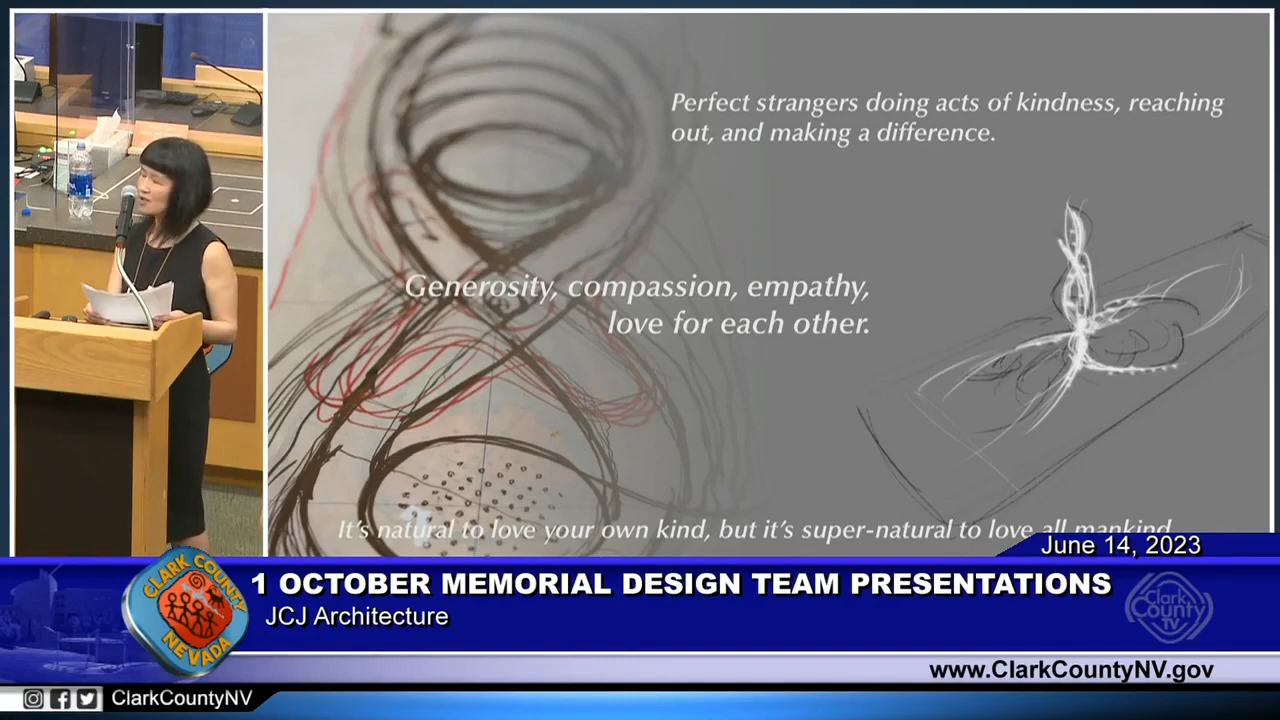 Perfect strangers doing acts of kindness, reaching
out, and making a difference.
Generosity, compassion, empathy,
love for each other.
It's natural to love your own kind, but it's super-natural to love all mankind
June 14, 2023
1 OCTOBER MEMORIAL DESIGN TEAM PRESENTATIONS
JCJ Architecture
CLARK COUNTY
NEVADA
Clark
County
TV
www.ClarkCountyNV.gov
ClarkCountyNV